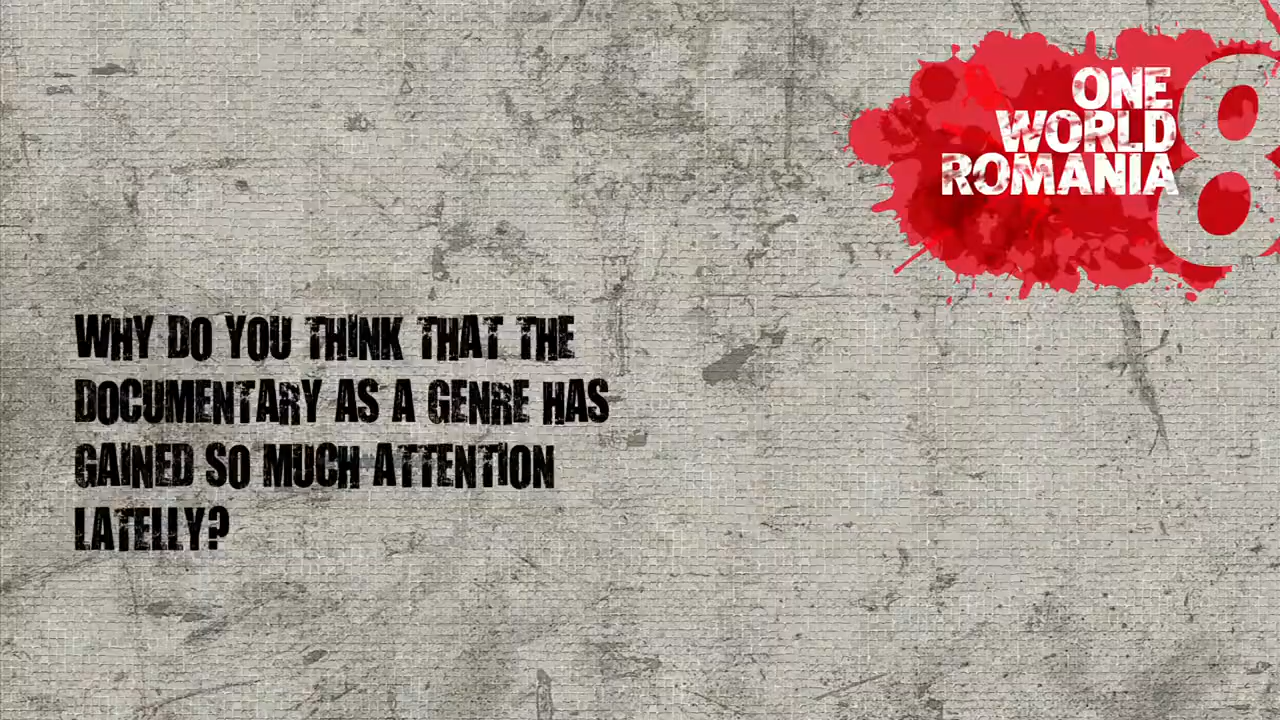 ONE
WORLD
ROMANIA
8
WHY DO YOU THINK THAT THE
DOCUMENTARY AS A GENRE HAS
GAINED SO MUCH ATTENTION
LATELLY?